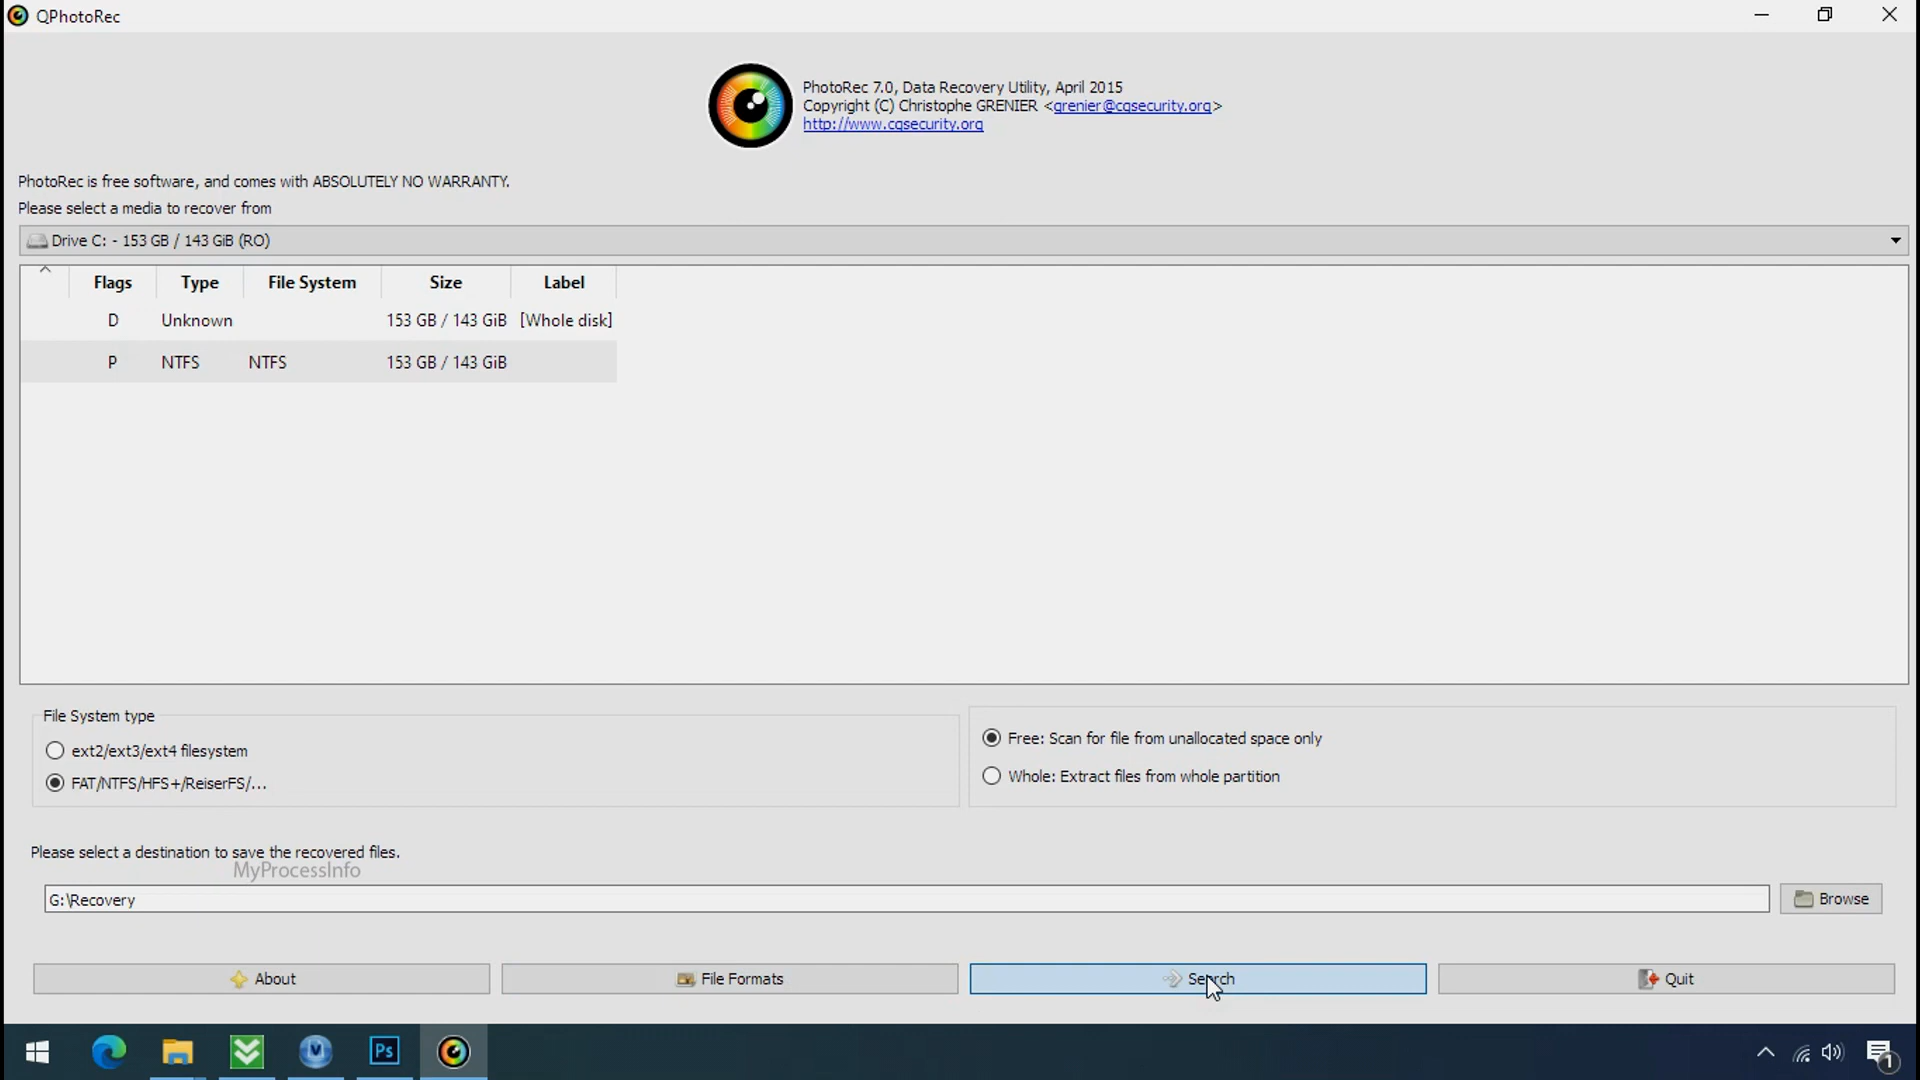 QPhotoRec
PhotoRec 7.0, Data Recovery Utility, April 2015
Copyright (C) Christophe GRENIER <grenier@cgsecurity.org>
http://www.cgsecurity.org
PhotoRec is free software, and comes with ABSOLUTELY NO WARRANTY.
Please select a media to recover from
Drive C: - 153 GB / 143 GiB (RO)
Flags Type File System Size Label
D Unknown 153 GB / 143 GiB [Whole disk]
P NTFS NTFS 153 GB / 143 GiB
File System type
ext2/ext3/ext4 filesystem
FAT/NTFS/HFS+/ReiserFS/...
Free: Scan for file from unallocated space only
Whole: Extract files from whole partition
Please select a destination to save the recovered files.
MyProcessInfo
G:\Recovery
Browse
About File Formats Search Quit
Ps
1